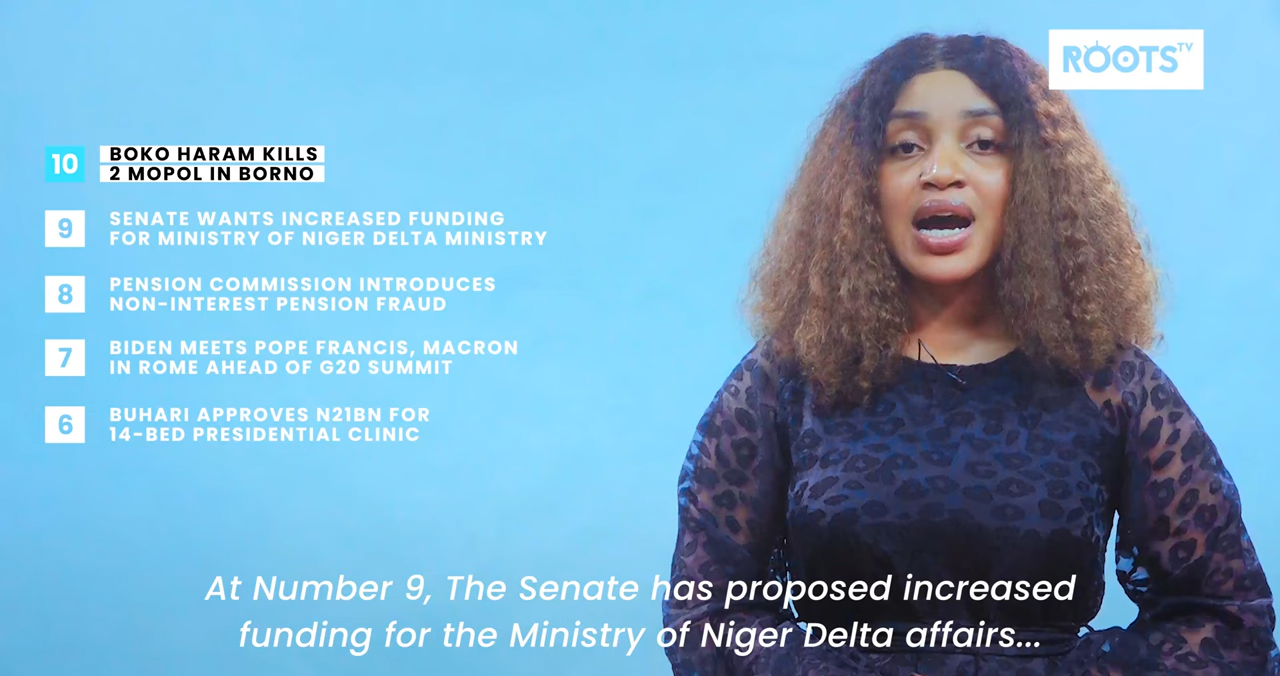 ROOTS TV
10 BOKO HARAM KILLS
2 MOPOL IN BORNO
9 SENATE WANTS INCREASED FUNDING
FOR MINISTRY OF NIGER DELTA MINISTRY
8 PENSION COMMISSION INTRODUCES
NON-INTEREST PENSION FRAUD
7 BIDEN MEETS POPE FRANCIS, MACRON
IN ROME AHEAD OF G20 SUMMIT
6 BUHARI APPROVES N21BN FOR
14-BED PRESIDENTIAL CLINIC
At Number 9, The Senate has proposed increased
funding for the Ministry of Niger Delta affairs...